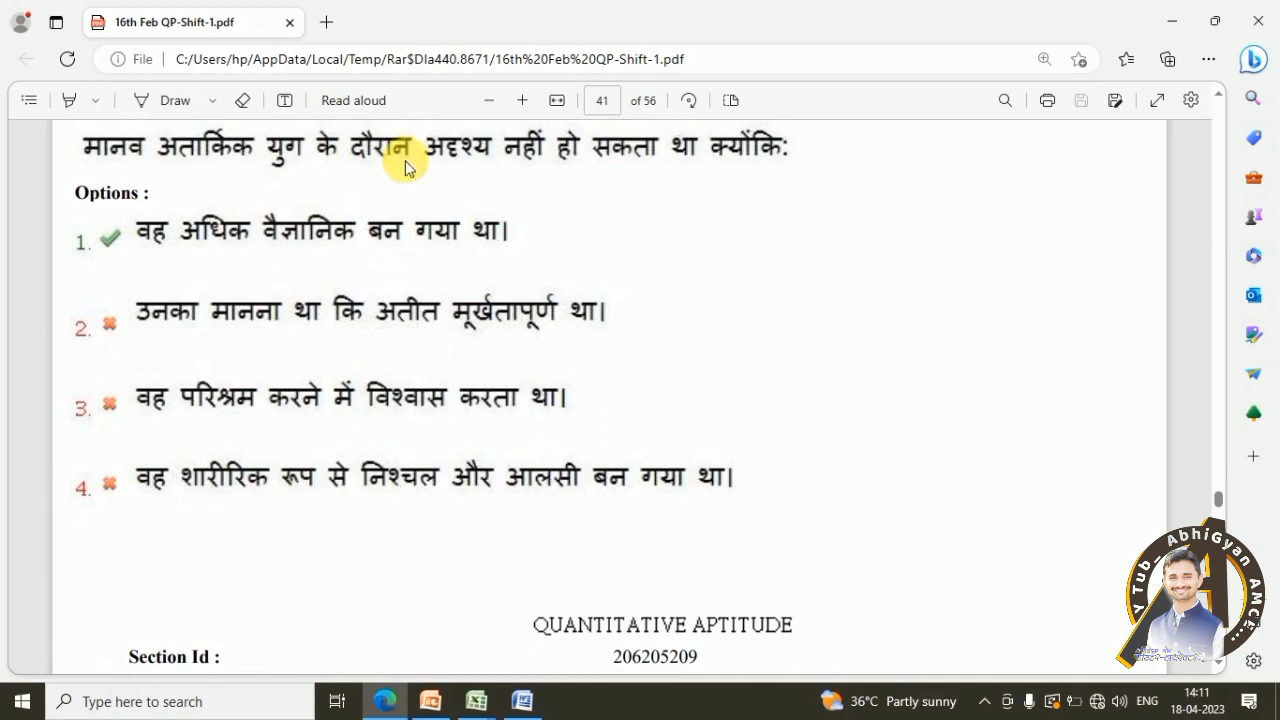 16th Feb QP-Shift-1.pdf
File
C:/Users/hp/AppData/Local/Temp/Rar$DIa440.8671/16th%20Feb%20QP-Shift-1.pdf
Draw
Read aloud
41 of 56
मानव अतार्किक युग के दौरान अदृश्य नहीं हो सकता था क्योंकि:
Options :
1. वह अधिक वैज्ञानिक बन गया था।
2. उनका मानना था कि अतीत मूर्खतापूर्ण था।
3. वह परिश्रम करने में विश्वास करता था।
4. वह शारीरिक रूप से निश्चल और आलसी बन गया था।
QUANTITATIVE APTITUDE
Section Id : 206205209
Y Tub_ AbhiGyan AMCE...
Type here to search
36°C Partly sunny
ENG
14:11
18-04-2023